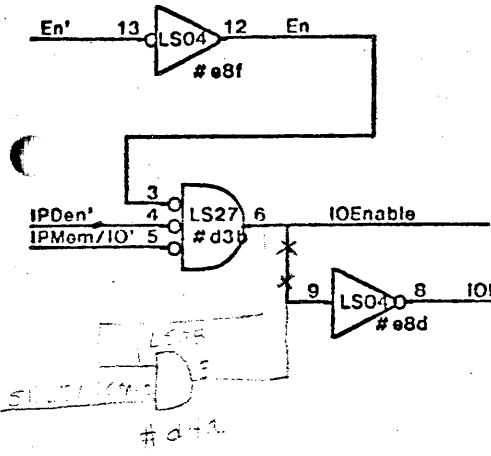 En' 13 LS04 12 En
#e8f
3
IPDen' 4 LS27 6 IOEnable
IPMem/IO' 5 #d3b
9 LS04 8
#e8d
3